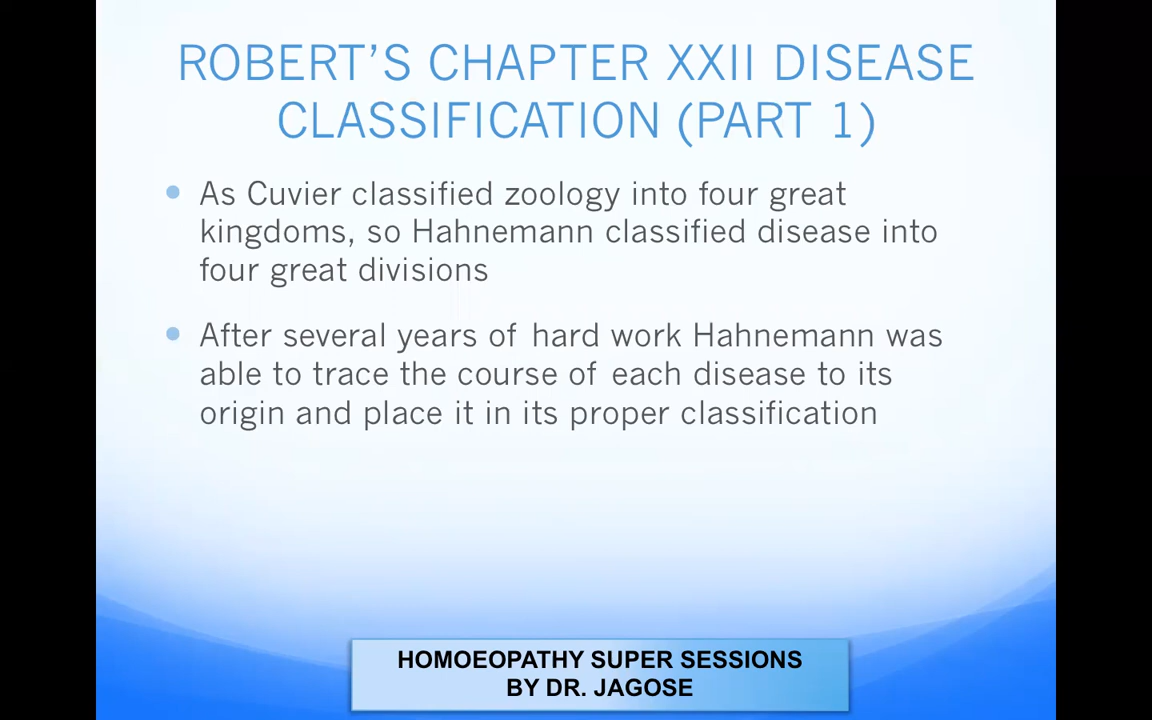 ROBERT'S CHAPTER XXII DISEASE
CLASSIFICATION (PART 1)
• As Cuvier classified zoology into four great
kingdoms, so Hahnemann classified disease into
four great divisions
• After several years of hard work Hahnemann was
able to trace the course of each disease to its
origin and place it in its proper classification
HOMOEOPATHY SUPER SESSIONS
BY DR. JAGOSE